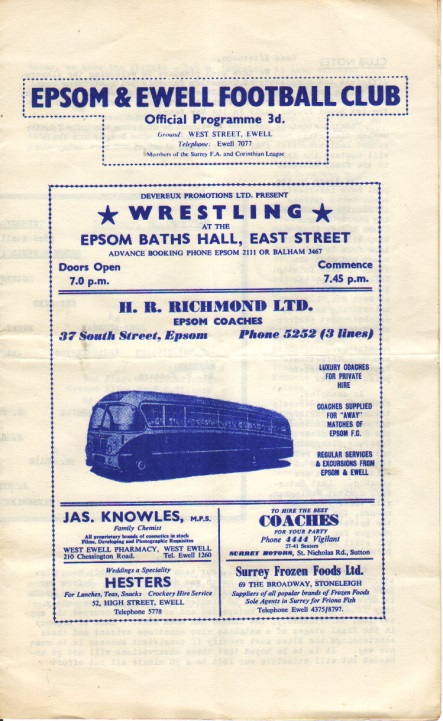 EPSOM & EWELL FOOTBALL CLUB
Official Programme 3d.
Ground: WEST STREET, EWELL
Telephone: Ewell 7077
Members of the Surrey F.A. and Corinthian League
DEVEREUX PROMOTIONS LTD. PRESENT
★ WRESTLING ★
AT THE
EPSOM BATHS HALL, EAST STREET
ADVANCE BOOKING PHONE EPSOM 2111 OR BALHAM 3467
Doors Open
7.0 p.m.
Commence
7.45 p.m.
H. R. RICHMOND LTD.
EPSOM COACHES
37 South Street, Epsom Phone 5252 (3 lines)
LUXURY COACHES
FOR PRIVATE
HIRE
COACHES SUPPLIED
FOR "AWAY"
MATCHES OF
EPSOM F.C.
REGULAR SERVICES
& EXCURSIONS FROM
EPSOM & EWELL
JAS. KNOWLES, M.P.S.
Family Chemist
All proprietary brands of cosmetics in stock
Films, Developing and Photographic Requisites
WEST EWELL PHARMACY, WEST EWELL
210 Chessington Road. Tel. Ewell 1260
TO HIRE THE BEST
COACHES
FOR YOUR PARTY
Phone 4444 Vigilant
27-41 Seaters
SURREY MOTORS, St. Nicholas Rd., Sutton
Weddings a Speciality
HESTERS
For Lunches, Teas, Snacks Crockery Hire Service
52, HIGH STREET, EWELL
Telephone 5778
Surrey Frozen Foods Ltd.
69 THE BROADWAY, STONELEIGH
Suppliers of all popular brands of Frozen Foods
Sole Agents in Surrey for Frionn Fish
Telephone Ewell 4375/8797.